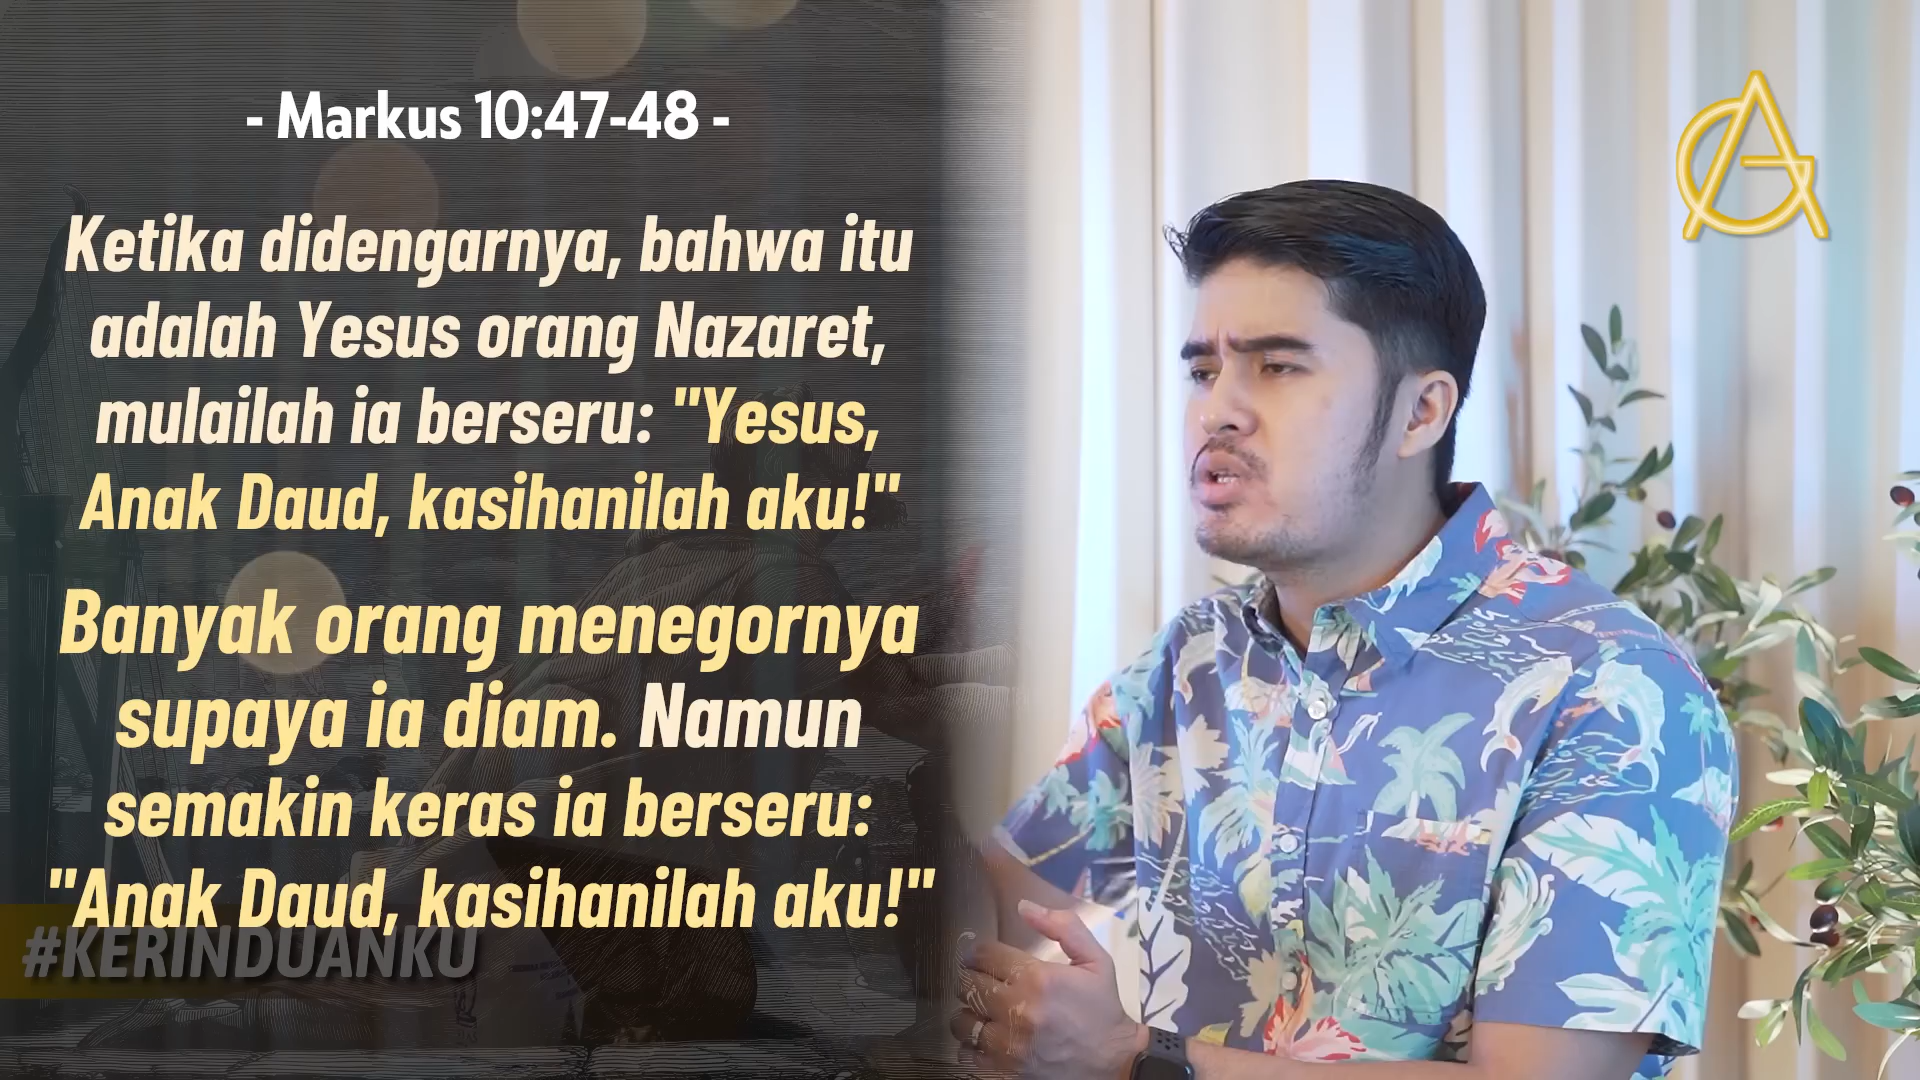 - Markus 10:47-48 -
Ketika didengarnya, bahwa itu
adalah Yesus orang Nazaret,
mulailah ia berseru: "Yesus,
Anak Daud, kasihanilah aku!"
Banyak orang menegornya
supaya ia diam. Namun
semakin keras ia berseru:
"Anak Daud, kasihanilah aku!"
#KERINDUANKU